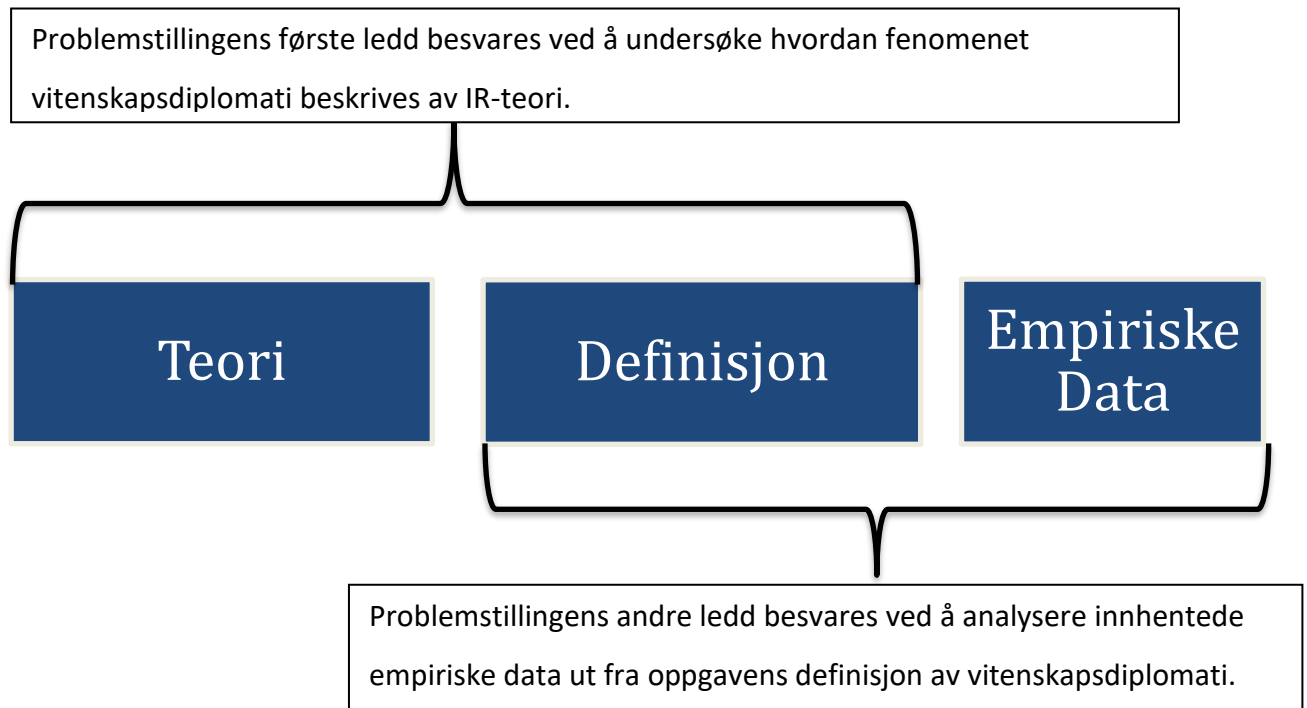 Problemstillingens første ledd besvares ved å undersøke hvordan fenomenet
vitenskapsdiplomati beskrives av IR-teori.
Teori
Definisjon
Empiriske
Data
Problemstillingens andre ledd besvares ved å analysere innhentede
empiriske data ut fra oppgavens definisjon av vitenskapsdiplomati.